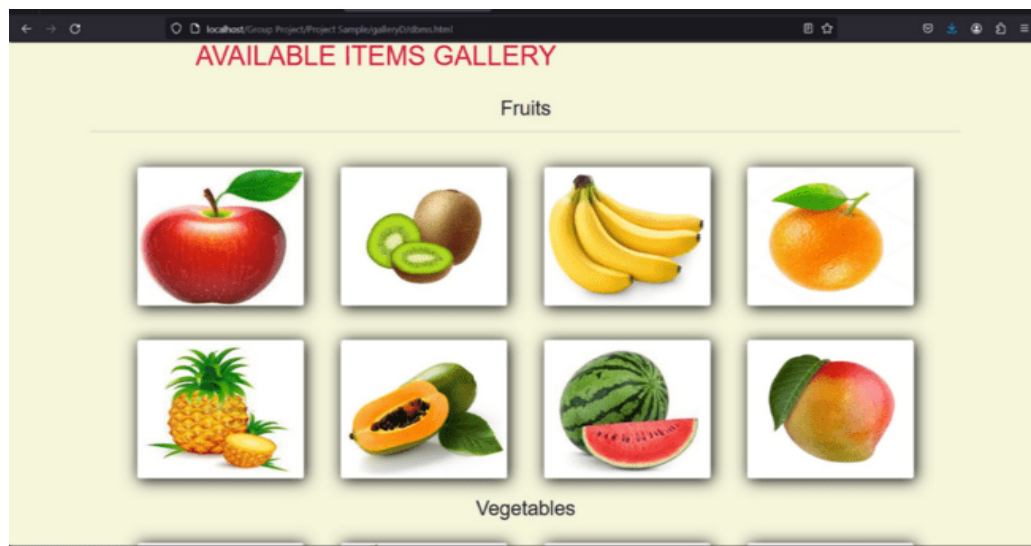 localhost/Group Project/Project Sample/galleryD/dbms.html
AVAILABLE ITEMS GALLERY
Fruits
Vegetables